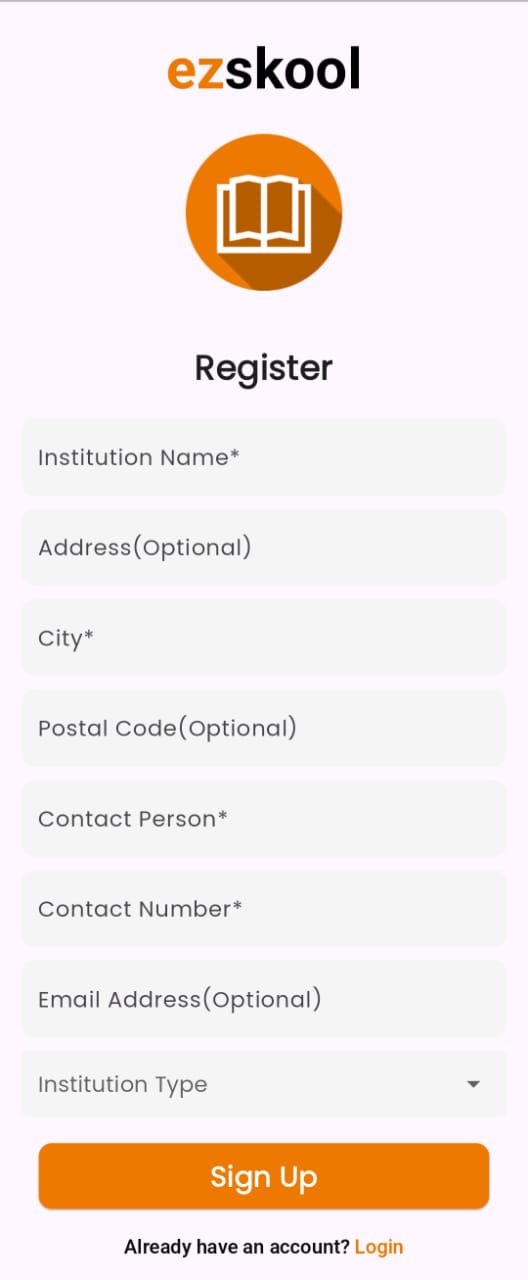 ezskool
Register
Institution Name*
Address(Optional)
City*
Postal Code(Optional)
Contact Person*
Contact Number*
Email Address(Optional)
Institution Type
Sign Up
Already have an account? Login